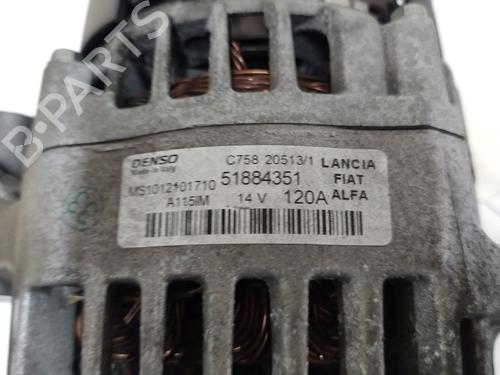 B-PARTS
DENSO C758 20513/1 LANCIA
Made in Italy
MS1012101710 51884351 FIAT
A115IM 14 V 120A ALFA